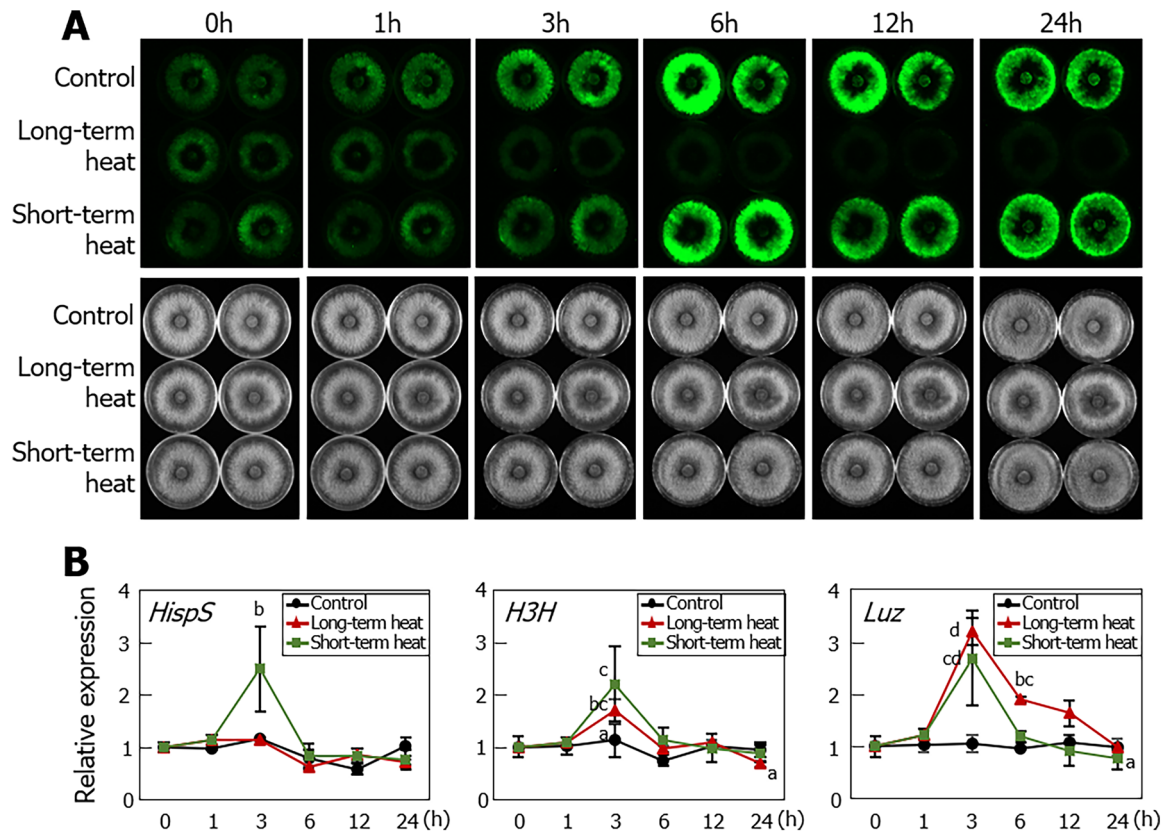 A
0h 1h 3h 6h 12h 24h
Control
Long-term
heat
Short-term
heat
Control
Long-term
heat
Short-term
heat
B
Relative expression
4
3
2
1
0
HispS
b
Control
Long-term heat
Short-term heat
0 1 3 6 12 24 (h)
4
3
2
1
0
H3H
c
bc
a
a
Control
Long-term heat
Short-term heat
0 1 3 6 12 24 (h)
4
3
2
1
0
Luz
d
cd
bc
a
Control
Long-term heat
Short-term heat
0 1 3 6 12 24 (h)